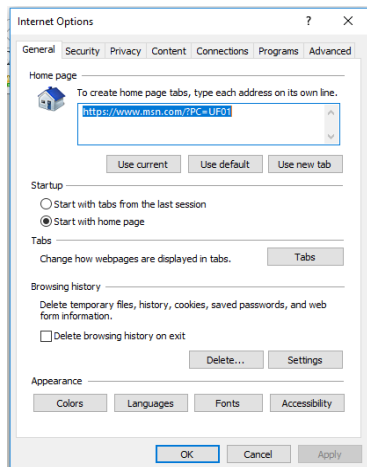 Internet Options ? X
General Security Privacy Content Connections Programs Advanced
Home page
To create home page tabs, type each address on its own line.
https://www.msn.com/?PC=UF01
Use current Use default Use new tab
Startup
Start with tabs from the last session
Start with home page
Tabs
Change how webpages are displayed in tabs. Tabs
Browsing history
Delete temporary files, history, cookies, saved passwords, and web
form information.
Delete browsing history on exit
Delete... Settings
Appearance
Colors Languages Fonts Accessibility
OK Cancel Apply